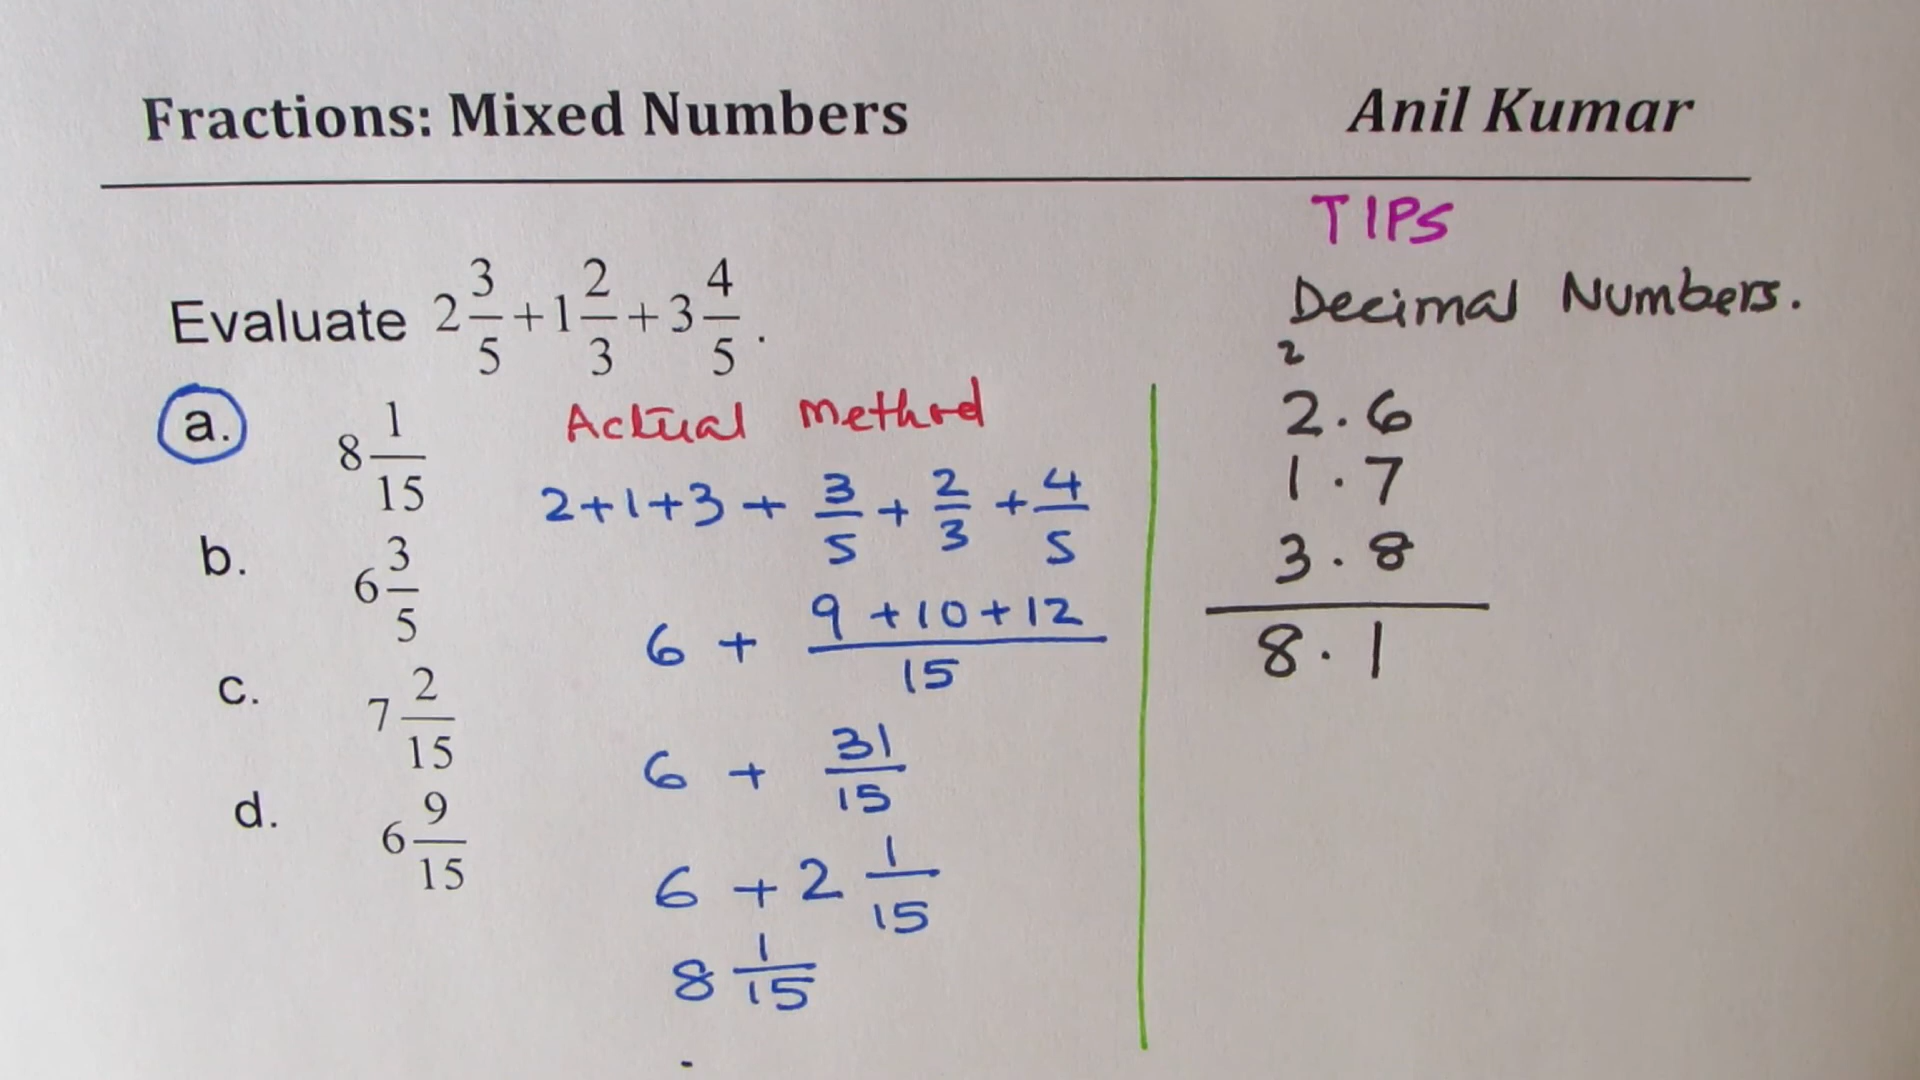 Fractions: Mixed Numbers
Anil Kumar
Evaluate 2 3/5 + 1 2/3 + 3 4/5 .
a. 8 1/15
b. 6 3/5
c. 7 2/15
d. 6 9/15
Actual Method
2+1+3 + 3/5 + 2/3 + 4/5
6 + (9 + 10 + 12)/15
6 + 31/15
6 + 2 1/15
8 1/15
TIPS
Decimal Numbers.
2
2.6
1.7
3.8
8.1